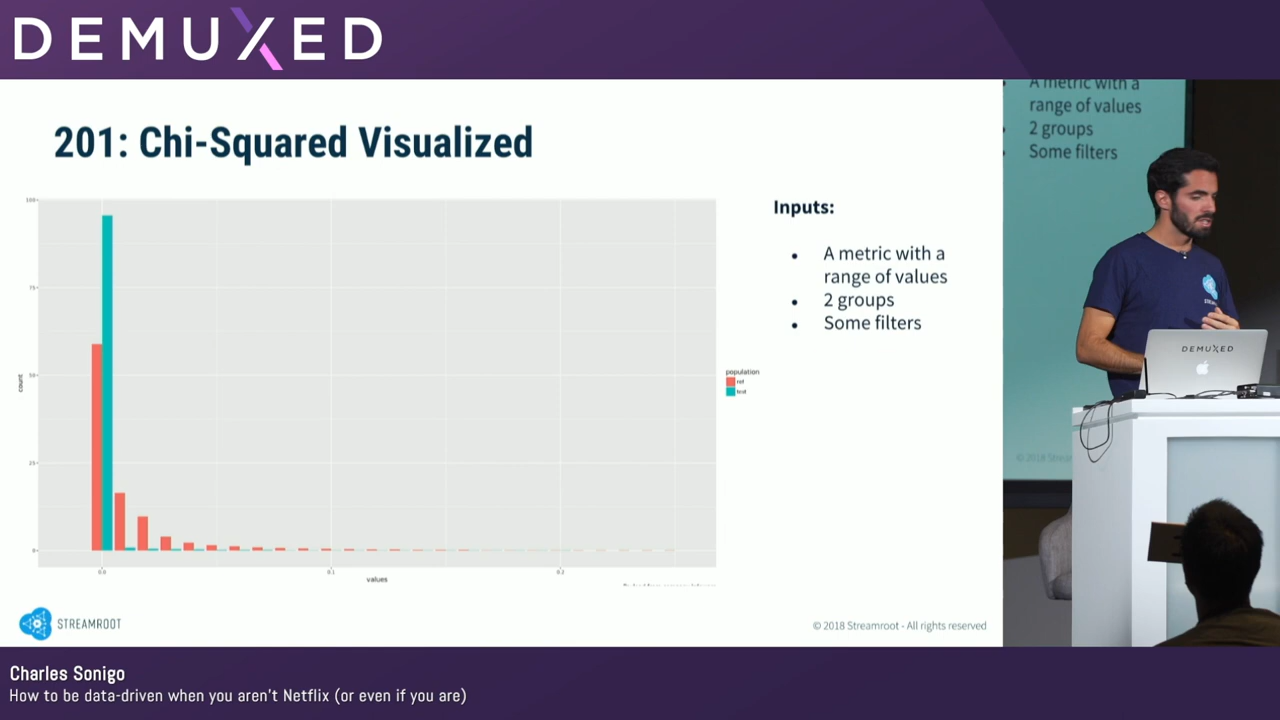 DEMUXED
201: Chi-Squared Visualized
100
75
50
25
0
count
0.0
0.1
0.2
values
population
ref
test
Inputs:
• A metric with a
range of values
• 2 groups
• Some filters
STREAMROOT
© 2018 Streamroot - All rights reserved
A metric with a
range of values
2 groups
Some filters
DEMUXED
Charles Sonigo
How to be data-driven when you aren't Netflix (or even if you are)